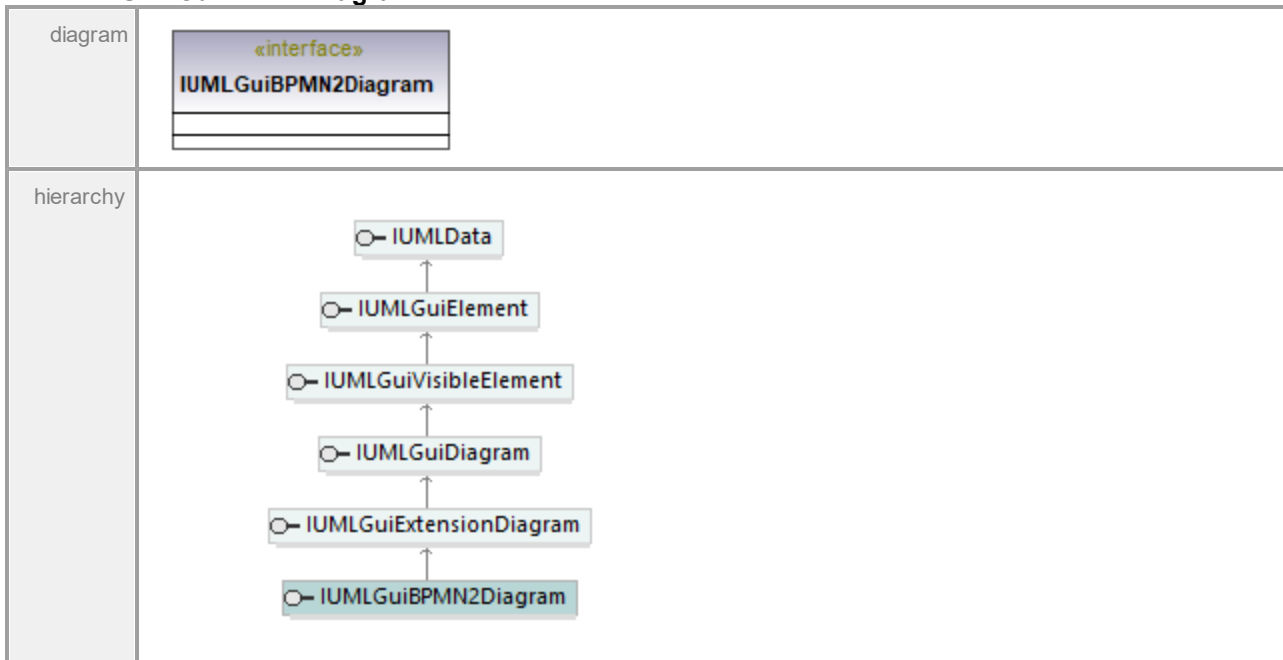 diagram
«interface»
IUMLGuiBPMN2Diagram
hierarchy
IUMLData
IUMLGuiElement
IUMLGuiVisibleElement
IUMLGuiDiagram
IUMLGuiExtensionDiagram
IUMLGuiBPMN2Diagram